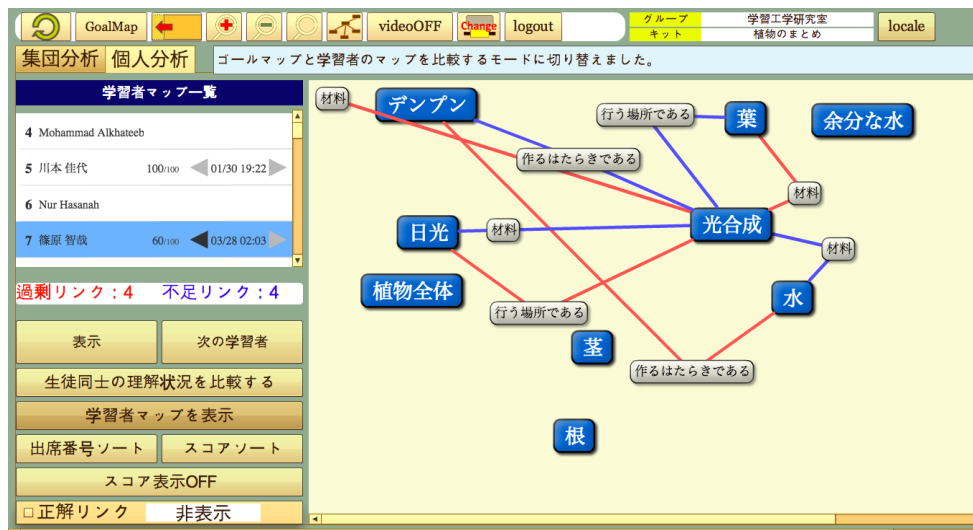 GoalMap
videoOFF
Change
logout
グループ 学習工学研究室
キット 植物のまとめ
locale
集団分析 個人分析
ゴールマップと学習者のマップを比較するモードに切り替えました。
学習者マップ一覧
4 Mohammad Alkhateeb
5 川本 佳代 100/100 01/30 19:22
6 Nur Hasanah
7 篠原 智哉 60/100 03/28 02:03
過剰リンク:4 不足リンク:4
表示 次の学習者
生徒同士の理解状況を比較する
学習者マップを表示
出席番号ソート スコアソート
スコア表示OFF
□正解リンク 非表示
材料
デンプン
行う場所である
葉
余分な水
作るはたらきである
材料
日光
材料
光合成
材料
植物全体
水
行う場所である
茎
作るはたらきである
根